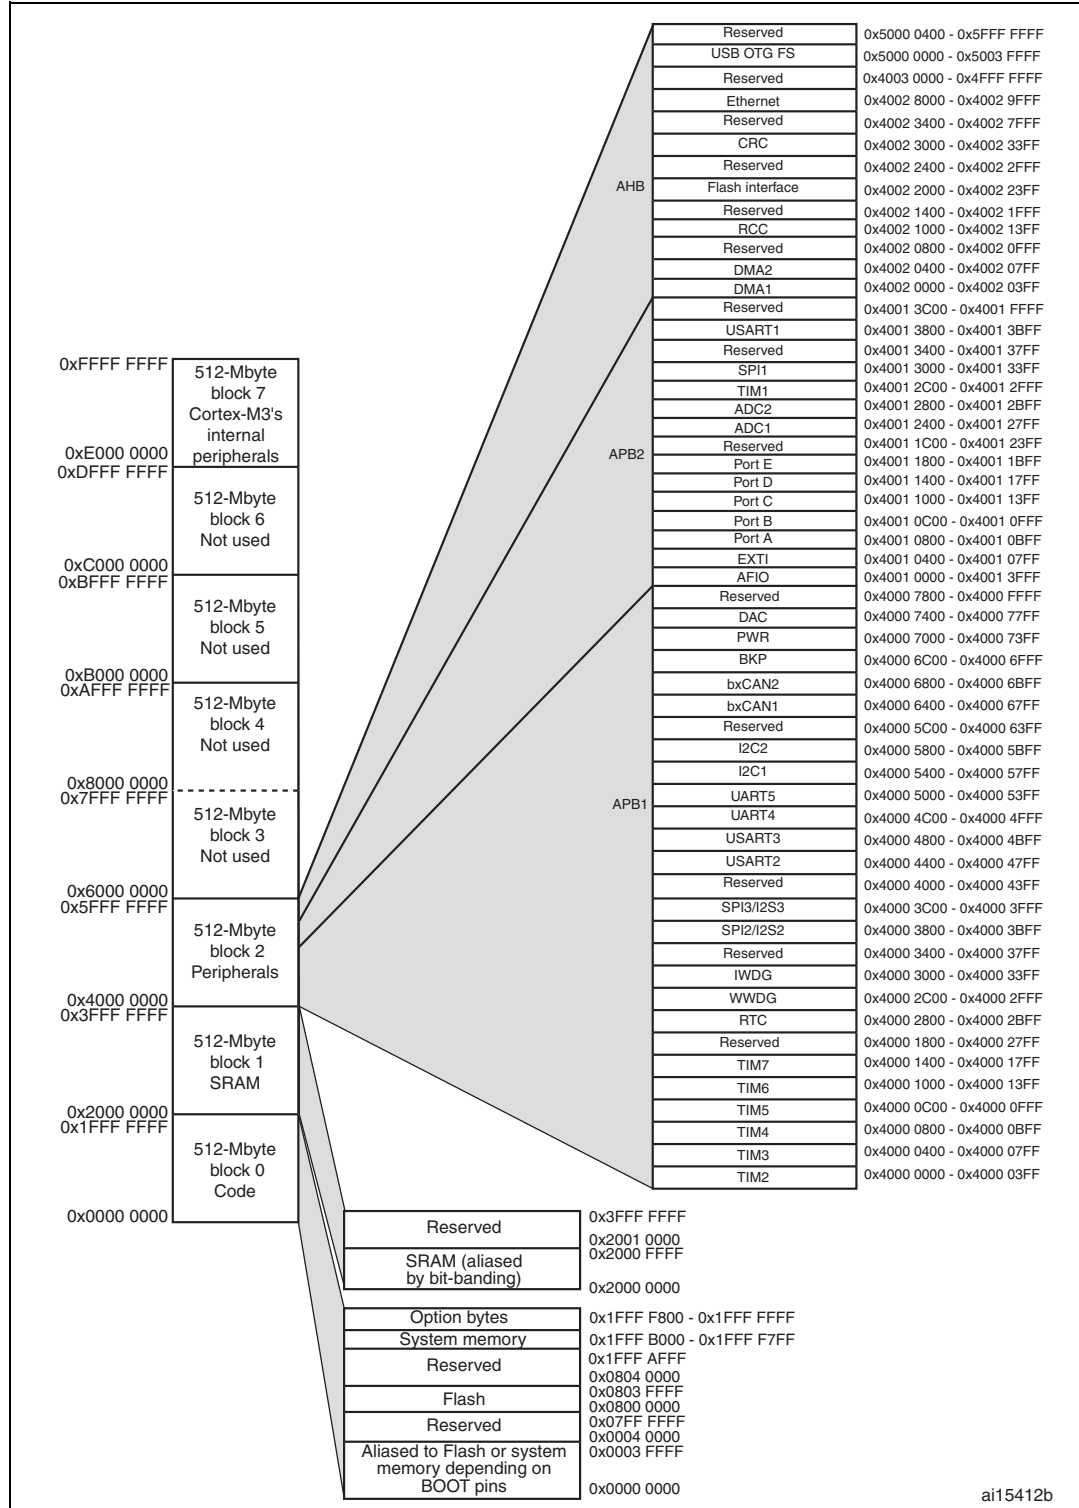 Reserved 0x5000 0400 - 0x5FFF FFFF
USB OTG FS 0x5000 0000 - 0x5003 FFFF
Reserved 0x4003 0000 - 0x4FFF FFFF
Ethernet 0x4002 8000 - 0x4002 9FFF
Reserved 0x4002 3400 - 0x4002 7FFF
CRC 0x4002 3000 - 0x4002 33FF
Reserved 0x4002 2400 - 0x4002 2FFF
AHB
Flash interface 0x4002 2000 - 0x4002 23FF
Reserved 0x4002 1400 - 0x4002 1FFF
RCC 0x4002 1000 - 0x4002 13FF
Reserved 0x4002 0800 - 0x4002 0FFF
DMA2 0x4002 0400 - 0x4002 07FF
DMA1 0x4002 0000 - 0x4002 03FF
Reserved 0x4001 3C00 - 0x4001 FFFF
USART1 0x4001 3800 - 0x4001 3BFF
Reserved 0x4001 3400 - 0x4001 37FF
SPI1 0x4001 3000 - 0x4001 33FF
TIM1 0x4001 2C00 - 0x4001 2FFF
ADC2 0x4001 2800 - 0x4001 2BFF
ADC1 0x4001 2400 - 0x4001 27FF
Reserved 0x4001 1C00 - 0x4001 23FF
APB2
Port E 0x4001 1800 - 0x4001 1BFF
Port D 0x4001 1400 - 0x4001 17FF
Port C 0x4001 1000 - 0x4001 13FF
Port B 0x4001 0C00 - 0x4001 0FFF
Port A 0x4001 0800 - 0x4001 0BFF
EXTI 0x4001 0400 - 0x4001 07FF
AFIO 0x4001 0000 - 0x4001 3FFF
Reserved 0x4000 7800 - 0x4000 FFFF
DAC 0x4000 7400 - 0x4000 77FF
PWR 0x4000 7000 - 0x4000 73FF
BKP 0x4000 6C00 - 0x4000 6FFF
bxCAN2 0x4000 6800 - 0x4000 6BFF
bxCAN1 0x4000 6400 - 0x4000 67FF
Reserved 0x4000 5C00 - 0x4000 63FF
I2C2 0x4000 5800 - 0x4000 5BFF
I2C1 0x4000 5400 - 0x4000 57FF
UART5 0x4000 5000 - 0x4000 53FF
APB1
UART4 0x4000 4C00 - 0x4000 4FFF
USART3 0x4000 4800 - 0x4000 4BFF
USART2 0x4000 4400 - 0x4000 47FF
Reserved 0x4000 4000 - 0x4000 43FF
SPI3/I2S3 0x4000 3C00 - 0x4000 3FFF
SPI2/I2S2 0x4000 3800 - 0x4000 3BFF
Reserved 0x4000 3400 - 0x4000 37FF
IWDG 0x4000 3000 - 0x4000 33FF
WWDG 0x4000 2C00 - 0x4000 2FFF
RTC 0x4000 2800 - 0x4000 2BFF
Reserved 0x4000 1800 - 0x4000 27FF
TIM7 0x4000 1400 - 0x4000 17FF
TIM6 0x4000 1000 - 0x4000 13FF
TIM5 0x4000 0C00 - 0x4000 0FFF
TIM4 0x4000 0800 - 0x4000 0BFF
TIM3 0x4000 0400 - 0x4000 07FF
TIM2 0x4000 0000 - 0x4000 03FF
0xFFFF FFFF
512-Mbyte
block 7
Cortex-M3's
internal
peripherals
0xE000 0000
0xDFFF FFFF
512-Mbyte
block 6
Not used
0xC000 0000
0xBFFF FFFF
512-Mbyte
block 5
Not used
0xB000 0000
0xAFFF FFFF
512-Mbyte
block 4
Not used
0x8000 0000
0x7FFF FFFF
512-Mbyte
block 3
Not used
0x6000 0000
0x5FFF FFFF
512-Mbyte
block 2
Peripherals
0x4000 0000
0x3FFF FFFF
512-Mbyte
block 1
SRAM
0x2000 0000
0x1FFF FFFF
512-Mbyte
block 0
Code
0x0000 0000
0x3FFF FFFF
Reserved
0x2001 0000
0x2000 FFFF
SRAM (aliased
by bit-banding)
0x2000 0000
Option bytes 0x1FFF F800 - 0x1FFF FFFF
System memory 0x1FFF B000 - 0x1FFF F7FF
0x1FFF AFFF
Reserved
0x0804 0000
0x0803 FFFF
Flash
0x0800 0000
0x07FF FFFF
Reserved
0x0004 0000
0x0003 FFFF
Aliased to Flash or system
memory depending on
BOOT pins
0x0000 0000
ai15412b